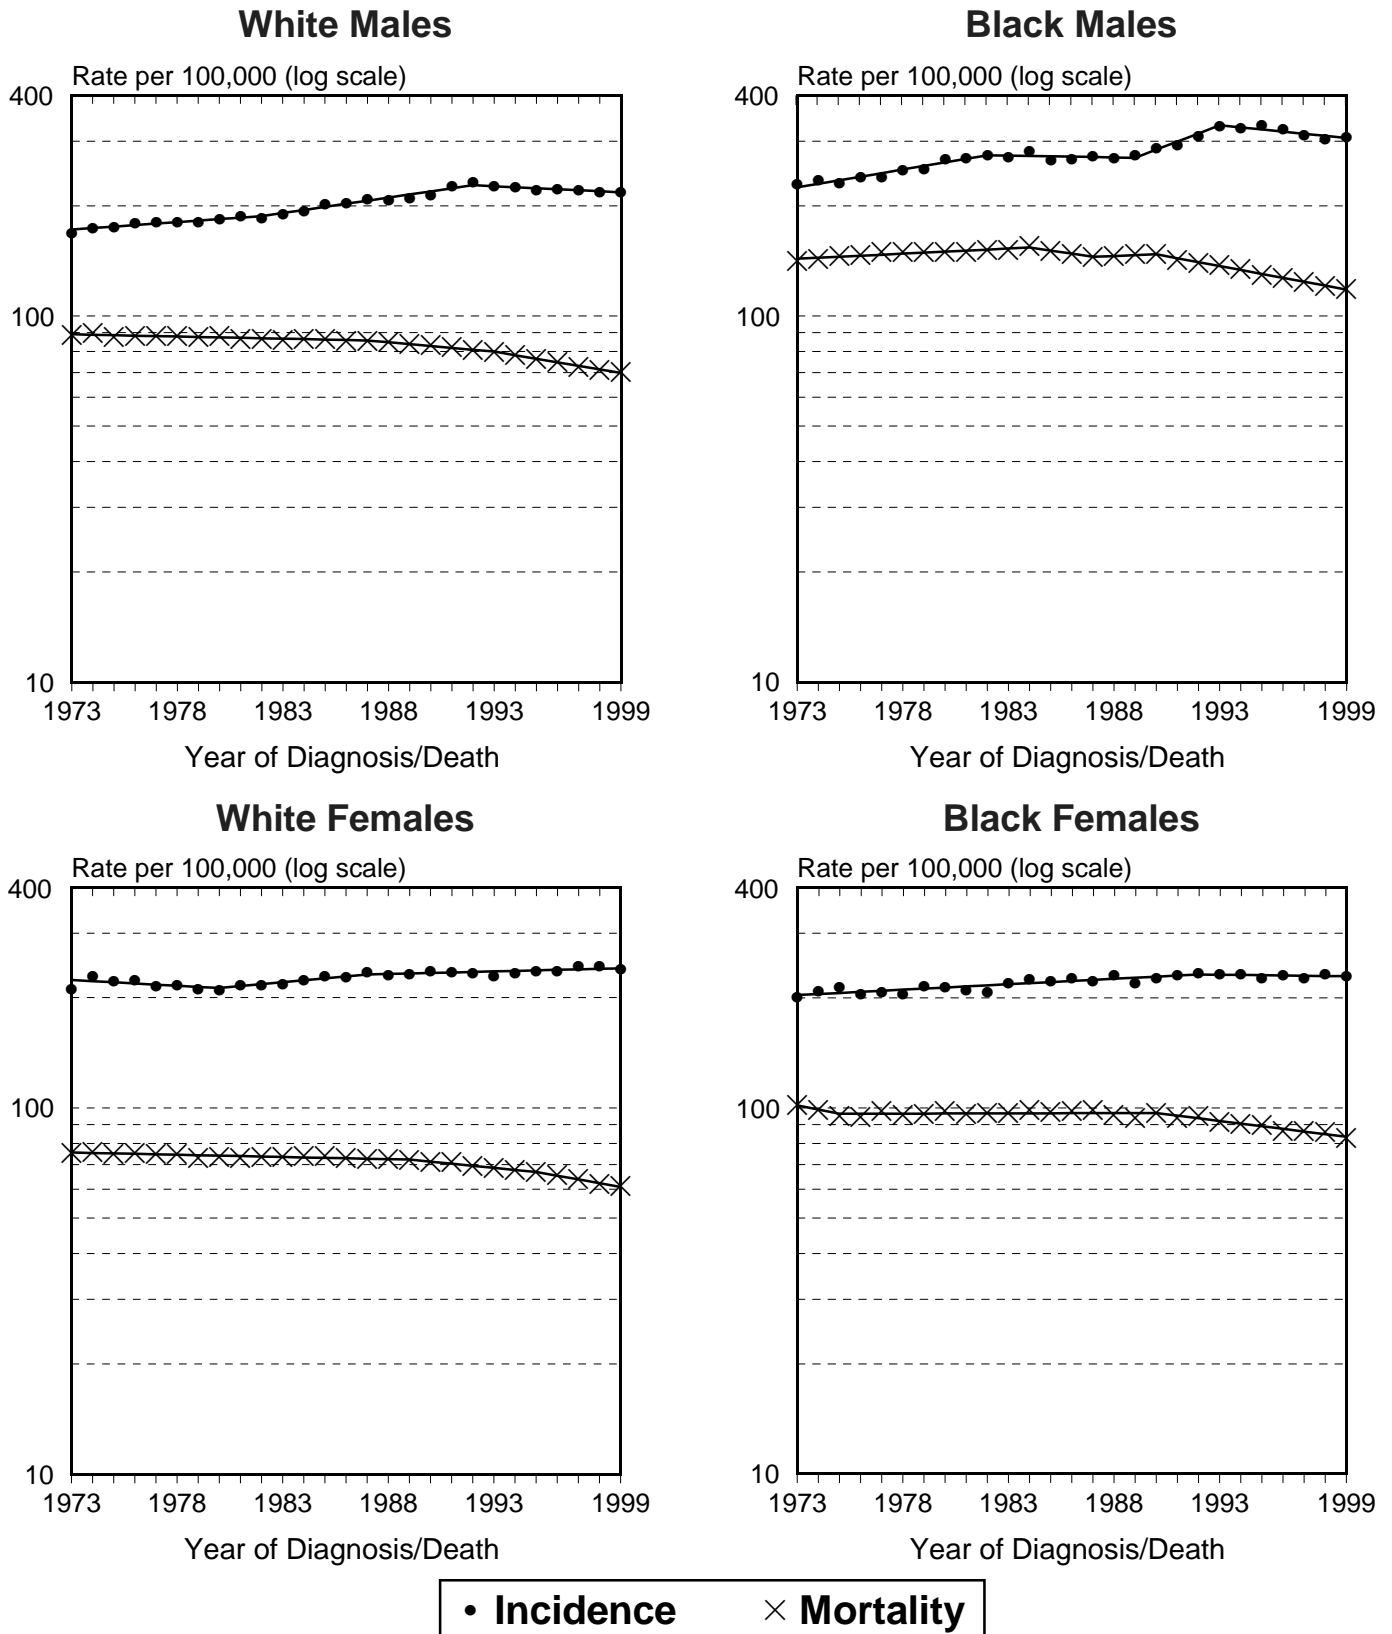 White Males
Black Males
Rate per 100,000 (log scale)
Rate per 100,000 (log scale)
400
400
100
100
10
10
1973 1978 1983 1988 1993 1999
1973 1978 1983 1988 1993 1999
Year of Diagnosis/Death
Year of Diagnosis/Death
White Females
Black Females
Rate per 100,000 (log scale)
Rate per 100,000 (log scale)
400
400
100
100
10
10
1973 1978 1983 1988 1993 1999
1973 1978 1983 1988 1993 1999
Year of Diagnosis/Death
Year of Diagnosis/Death
Incidence Mortality